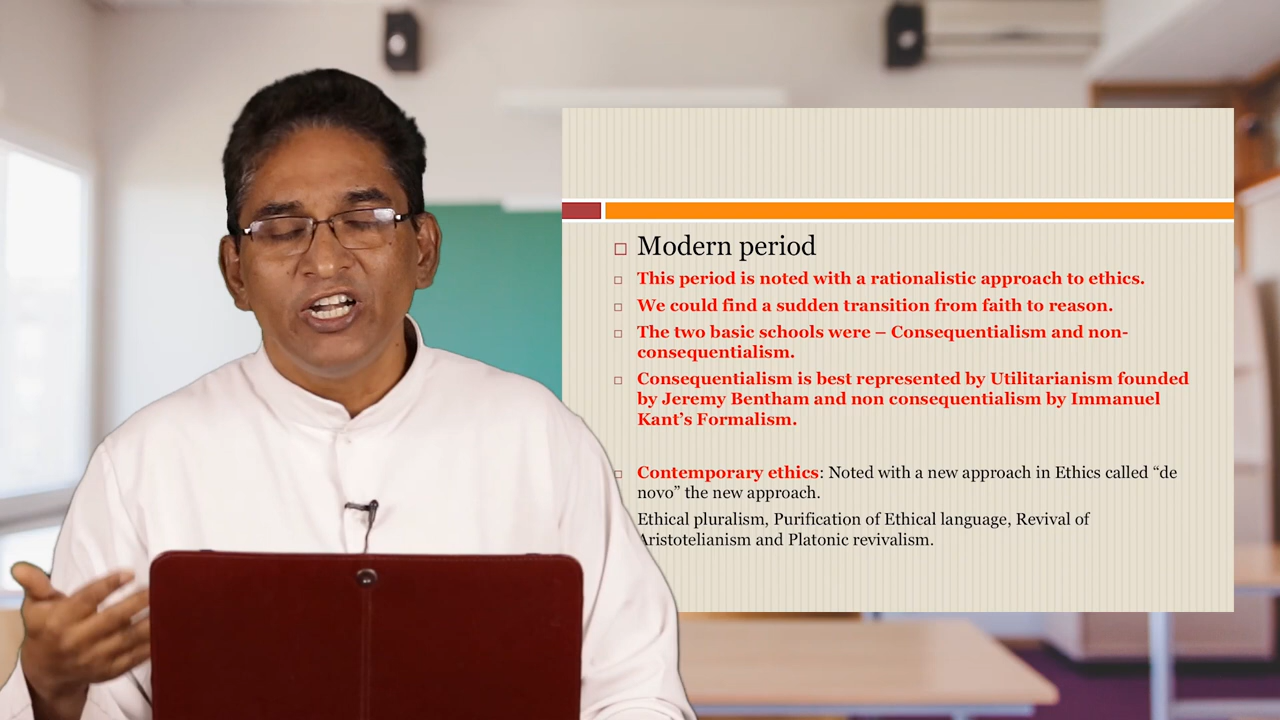 Modern period
This period is noted with a rationalistic approach to ethics.
We could find a sudden transition from faith to reason.
The two basic schools were – Consequentialism and non-
consequentialism.
Consequentialism is best represented by Utilitarianism founded
by Jeremy Bentham and non consequentialism by Immanuel
Kant’s Formalism.
Contemporary ethics: Noted with a new approach in Ethics called “de
novo” the new approach.
Ethical pluralism, Purification of Ethical language, Revival of
Aristotelianism and Platonic revivalism.